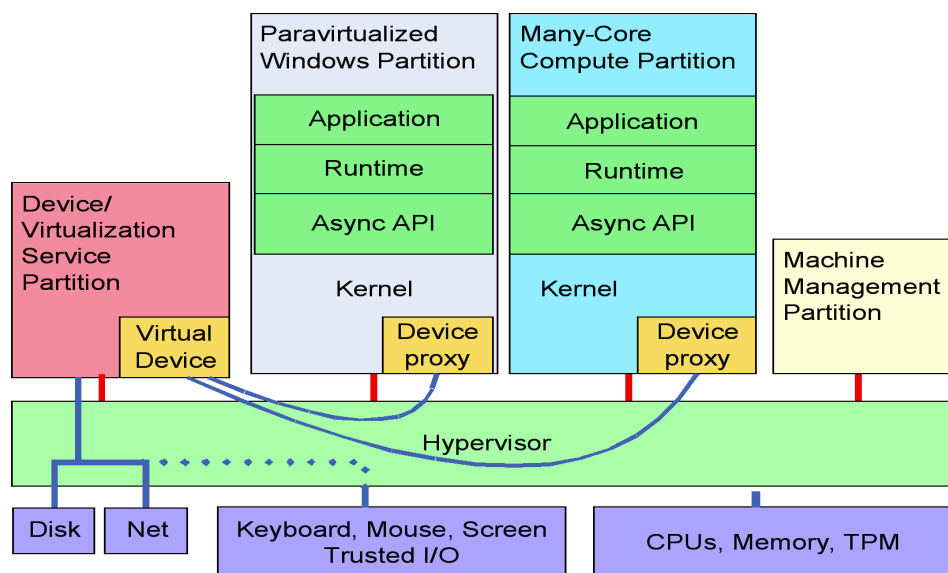 Paravirtualized
Windows Partition
Application
Runtime
Async API
Kernel
Device
proxy
Many-Core
Compute Partition
Application
Runtime
Async API
Kernel
Device
proxy
Device/
Virtualization
Service
Partition
Virtual
Device
Machine
Management
Partition
Hypervisor
Disk
Net
Keyboard, Mouse, Screen
Trusted I/O
CPUs, Memory, TPM